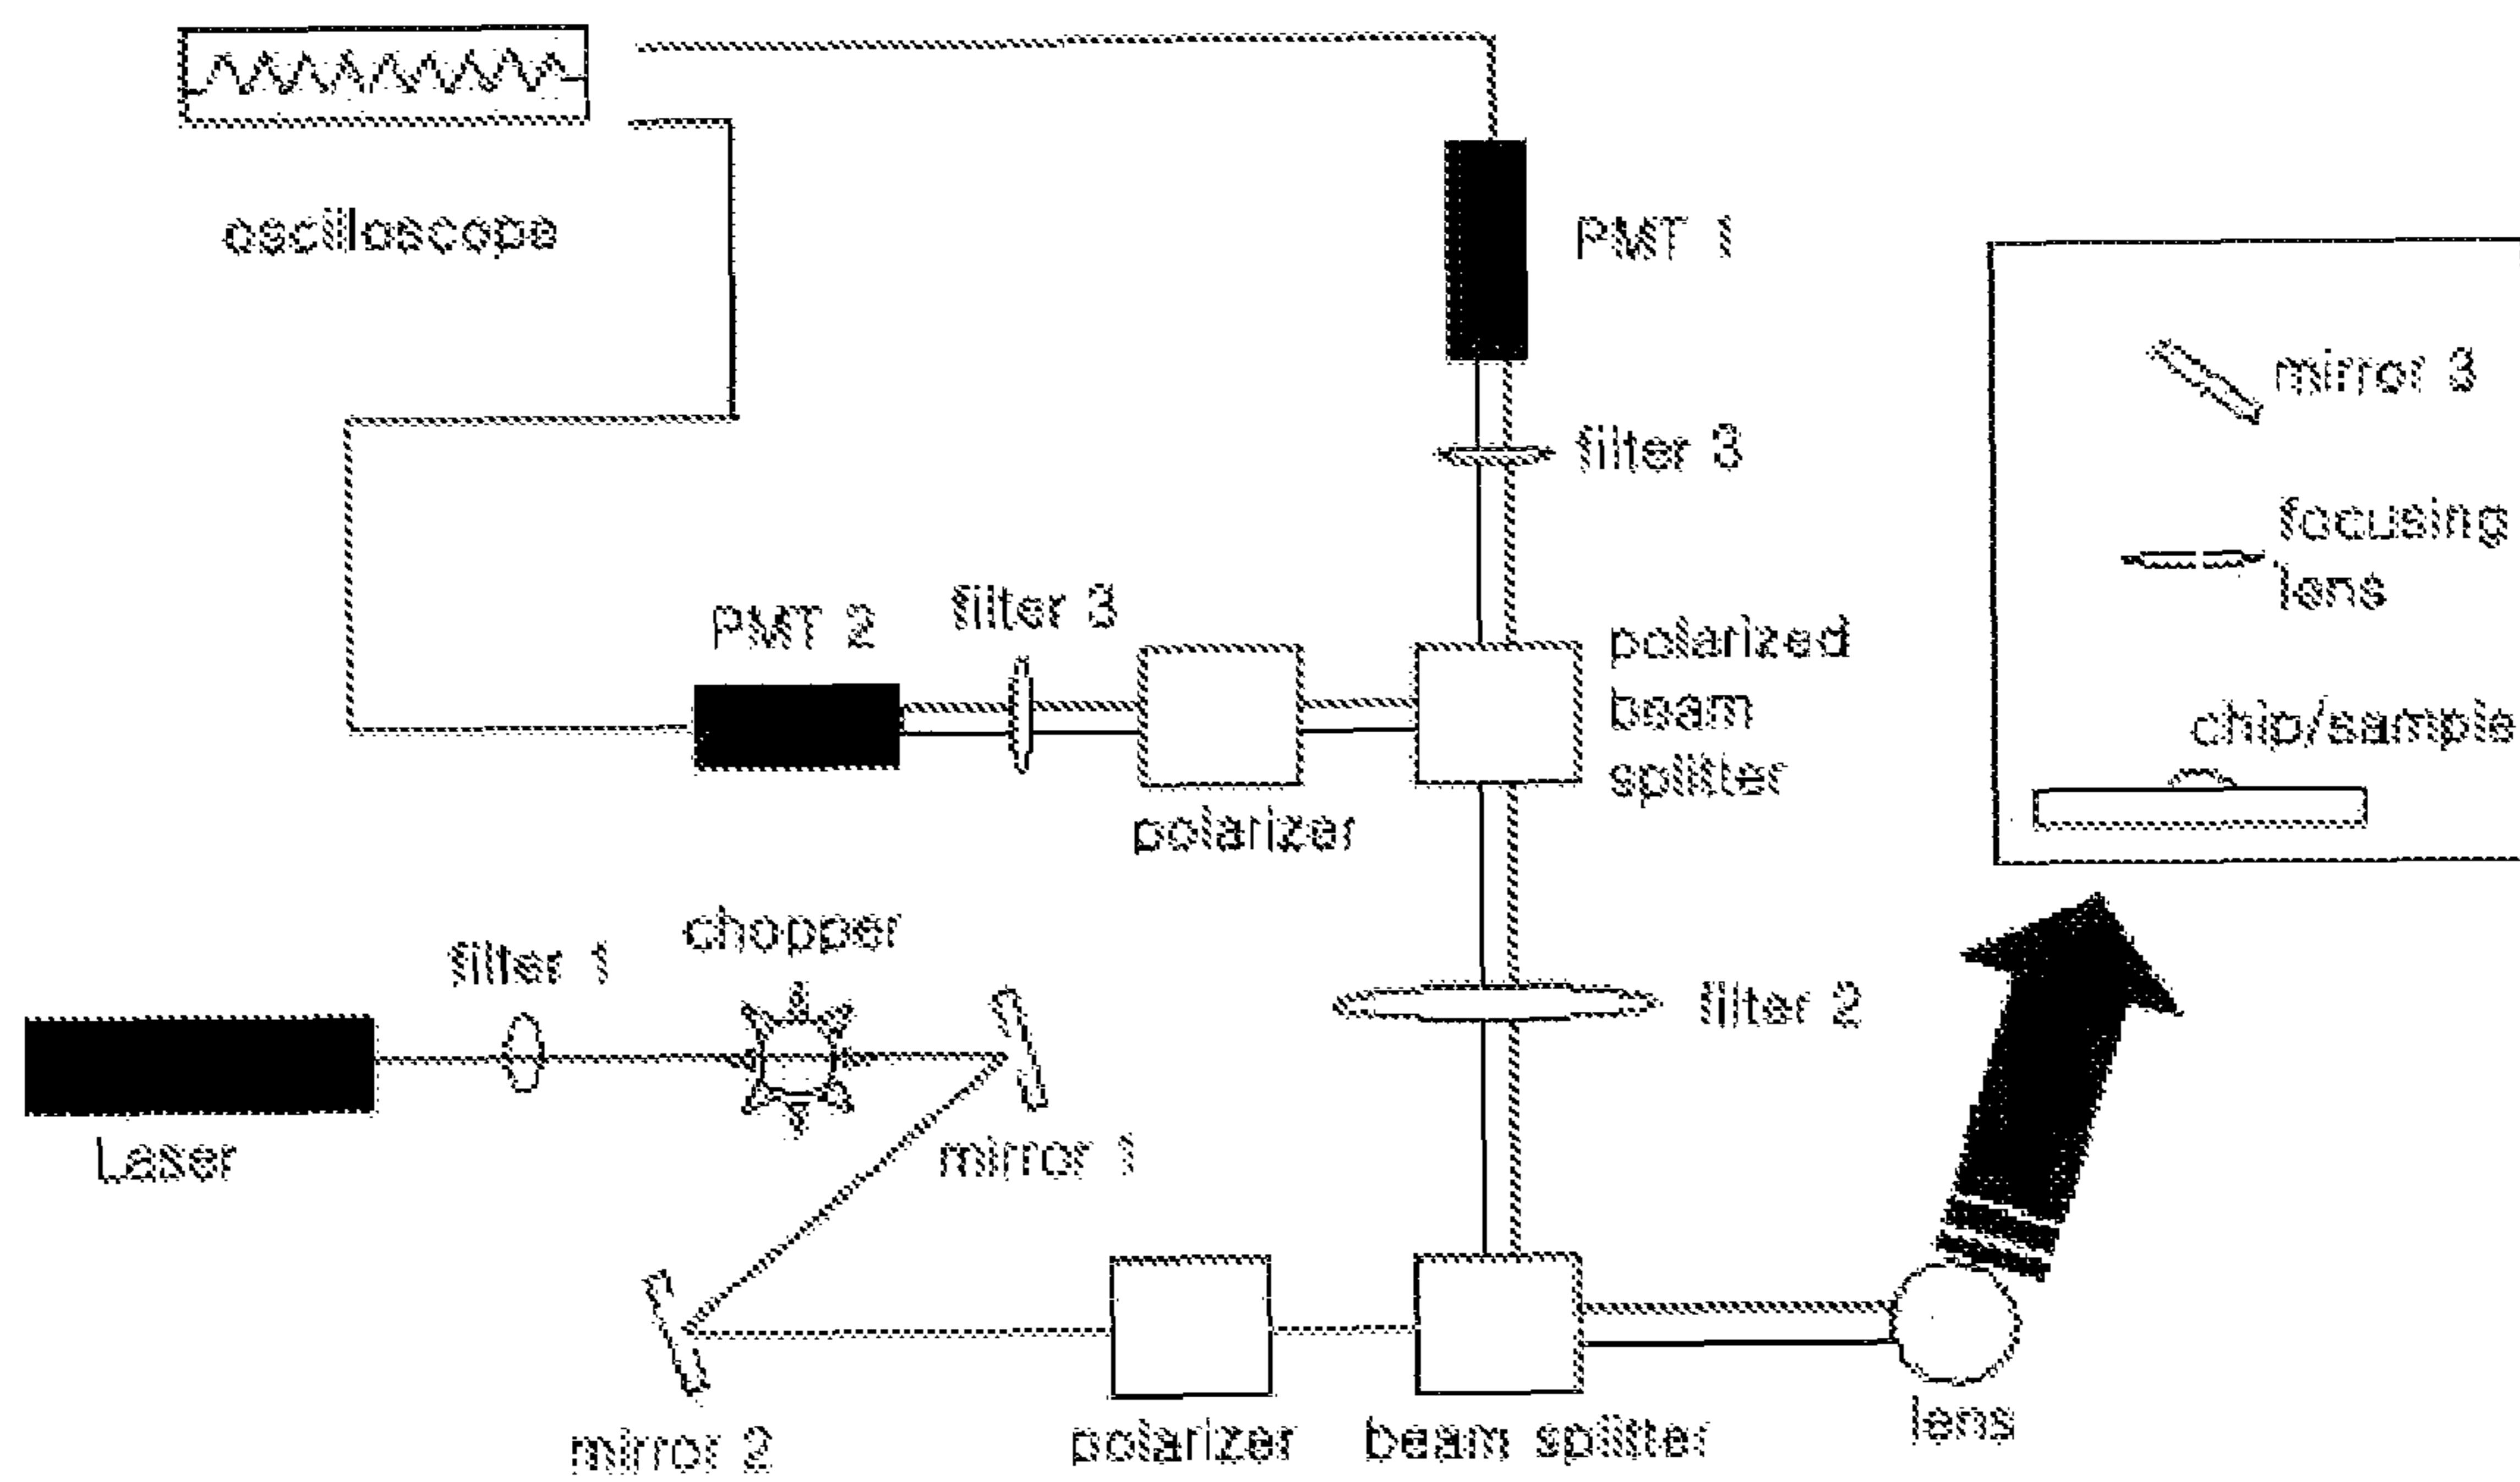 oscilloscope
PMT 1
mirror 3
filter 3
focusing
lens
PMT 2
filter 3
polarized
beam
splitter
chip/sample
polarizer
chopper
filter 1
filter 2
Laser
mirror 1
mirror 2
polarizer
beam splitter
lens